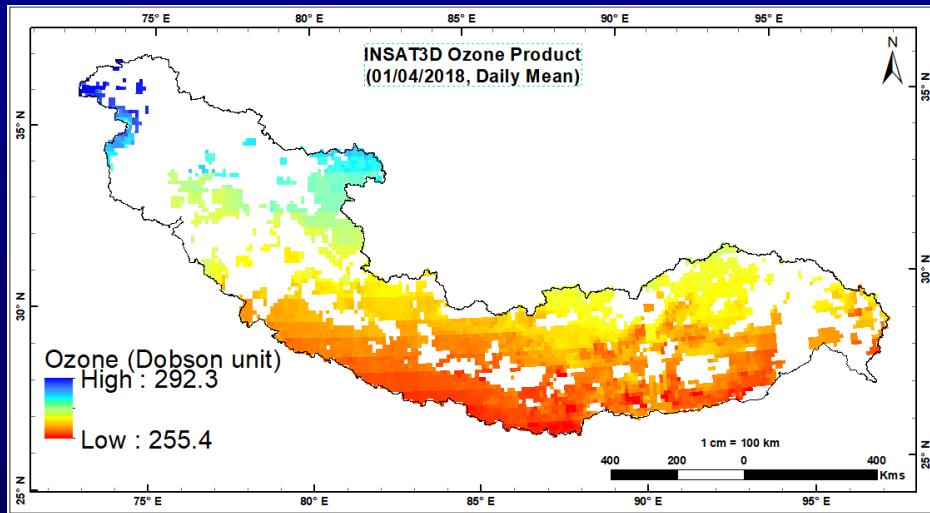 75° E 80° E 85° E 90° E 95° E
INSAT3D Ozone Product
(01/04/2018, Daily Mean)
N
35° N
35° N
30° N
30° N
Ozone (Dobson unit)
High : 292.3
Low : 255.4
1 cm = 100 km
400 200 0 400
Kms
25° N
25° N
75° E 80° E 85° E 90° E 95° E